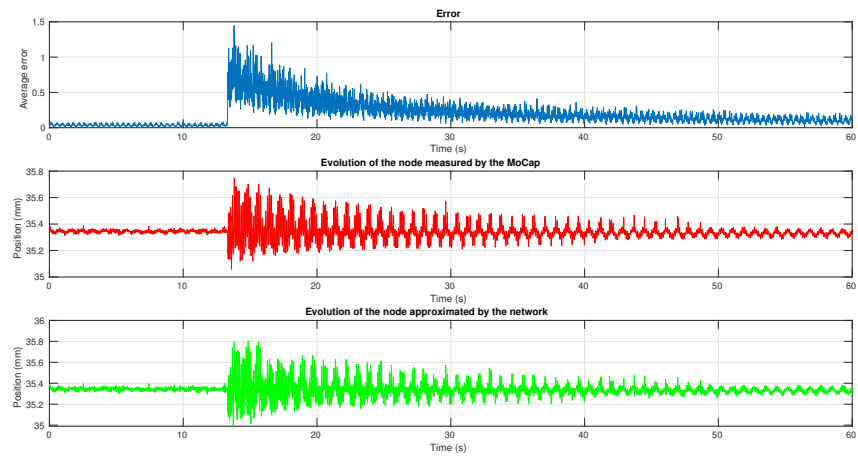 Error
1.5
1
0.5
0
Average error
0 10 20 30 40 50 60
Time (s)
Evolution of the node measured by the MoCap
35.8
35.6
35.4
35.2
35
Position (mm)
0 10 20 30 40 50 60
Time (s)
Evolution of the node approximated by the network
36
35.8
35.6
35.4
35.2
35
Position (mm)
0 10 20 30 40 50 60
Time (s)